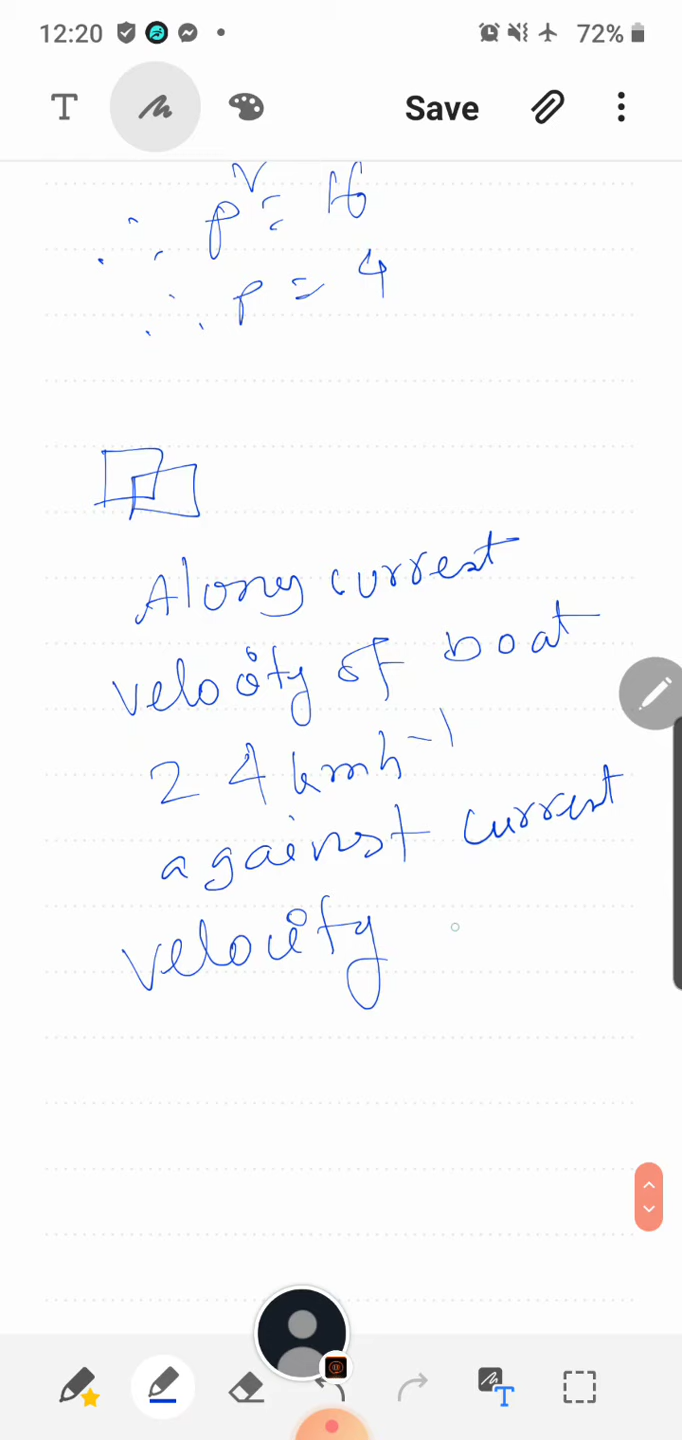 12:20 72%
T Save
∴ p² = 16
∴ p = 4
Along current
velocity of boat
24 kmh⁻¹
against current
velocity
T